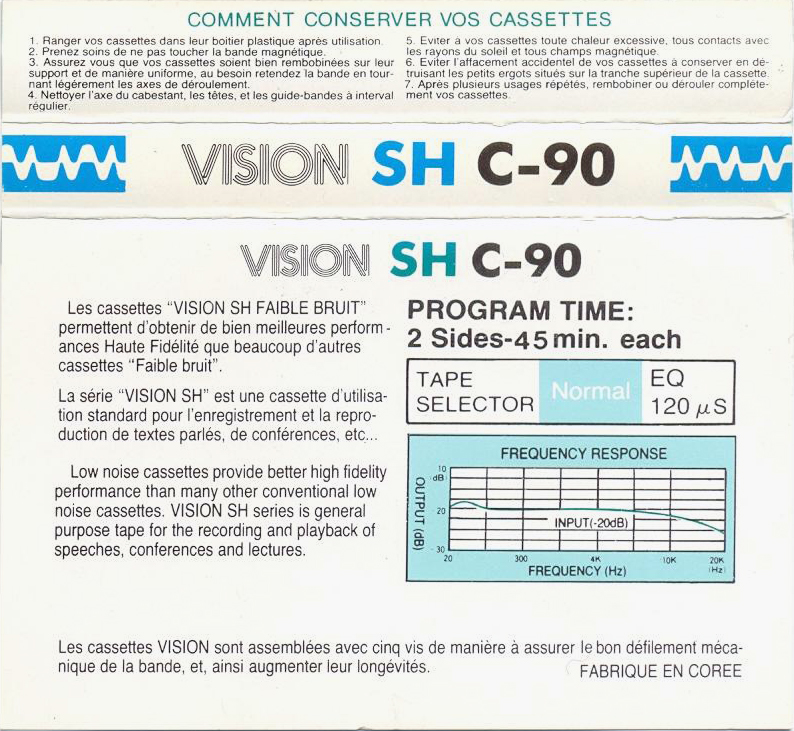 COMMENT CONSERVER VOS CASSETTES
1. Ranger vos cassettes dans leur boitier plastique après utilisation.
2. Prenez soins de ne pas toucher la bande magnétique.
3. Assurez vous que vos cassettes soient bien rembobinées sur leur
support et de manière uniforme, au besoin retendez la bande en tour-
nant légérement les axes de déroulement.
4. Nettoyer l'axe du cabestant, les têtes, et les guide-bandes à interval
régulier.
5. Eviter a vos cassettes toute chaleur excessive, tous contacts avec
les rayons du soleil et tous champs magnétique.
6. Eviter l'affacement accidentel de vos cassettes à conserver en dé-
truisant les petits ergots situés sur la tranche supérieur de la cassette.
7. Après plusieurs usages répétés, rembobiner ou dérouler complète-
ment vos cassettes.
VISION SH C-90
VISION SH C-90
Les cassettes "VISION SH FAIBLE BRUIT"
permettent d'obtenir de bien meilleures perform-
ances Haute Fidélité que beaucoup d'autres
cassettes "Faible bruit".
La série "VISION SH" est une cassette d'utilisa-
tion standard pour l'enregistrement et la repro-
duction de textes parlés, de conférences, etc...
Low noise cassettes provide better high fidelity
performance than many other conventional low
noise cassettes. VISION SH series is general
purpose tape for the recording and playback of
speeches, conferences and lectures.
PROGRAM TIME:
2 Sides-45 min. each
TAPE
SELECTOR
Normal
EQ
120 μS
FREQUENCY RESPONSE
OUTPUT (dB)
10
(dB)
20
30
INPUT(-20dB)
20 300 4K 10K 20K
(Hz)
FREQUENCY (Hz)
Les cassettes VISION sont assemblées avec cinq vis de manière à assurer le bon défilement méca-
nique de la bande, et, ainsi augmenter leur longévités.
FABRIQUE EN COREE